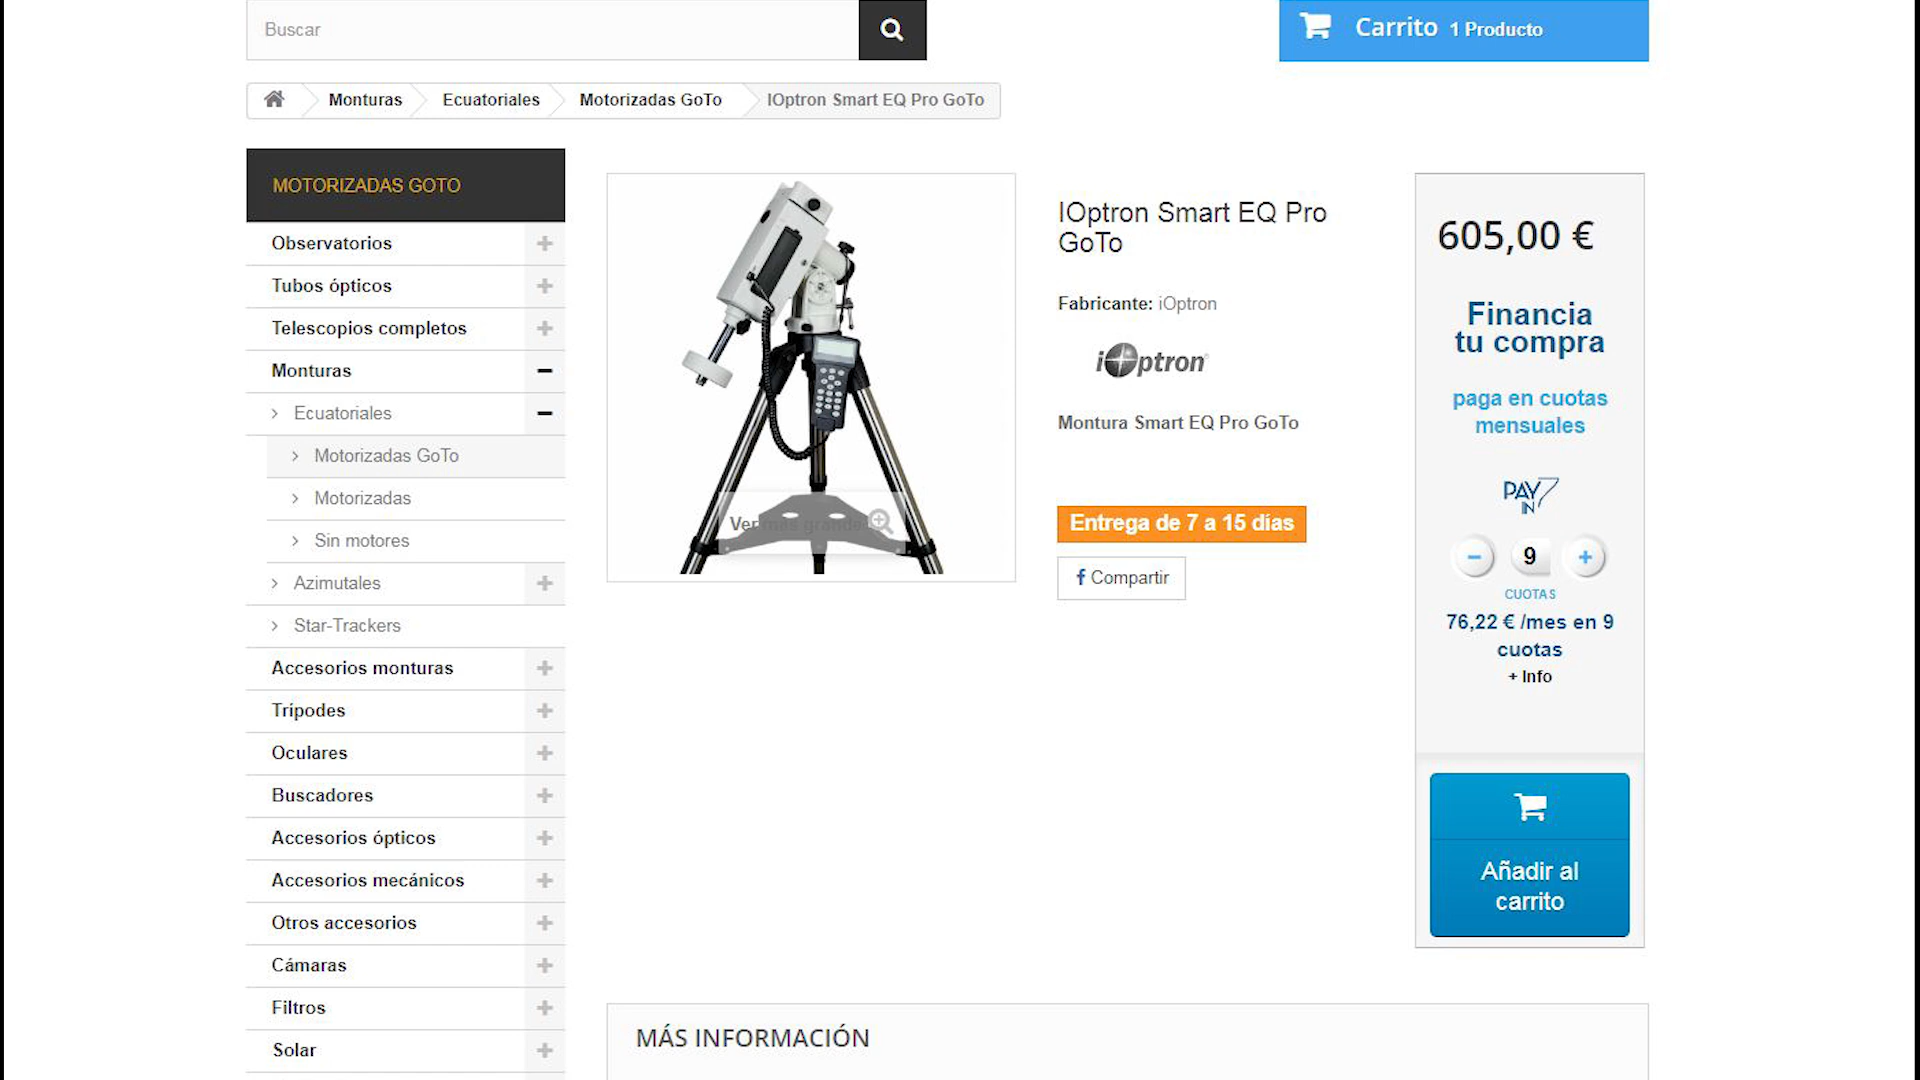 Buscar
Carrito 1 Producto
Monturas
Ecuatoriales
Motorizadas GoTo
IOptron Smart EQ Pro GoTo
MOTORIZADAS GOTO
Observatorios
Tubos ópticos
Telescopios completos
Monturas
Ecuatoriales
Motorizadas GoTo
Motorizadas
Sin motores
Azimutales
Star-Trackers
Accesorios monturas
Trípodes
Oculares
Buscadores
Accesorios ópticos
Accesorios mecánicos
Otros accesorios
Cámaras
Filtros
Solar
Ver más grande
IOptron Smart EQ Pro
GoTo
Fabricante: iOptron
iOptron
Montura Smart EQ Pro GoTo
Entrega de 7 a 15 días
Compartir
605,00 €
Financia
tu compra
paga en cuotas
mensuales
PAY IN 7
− 9 +
CUOTAS
76,22 € /mes en 9
cuotas
+ Info
Añadir al
carrito
MÁS INFORMACIÓN